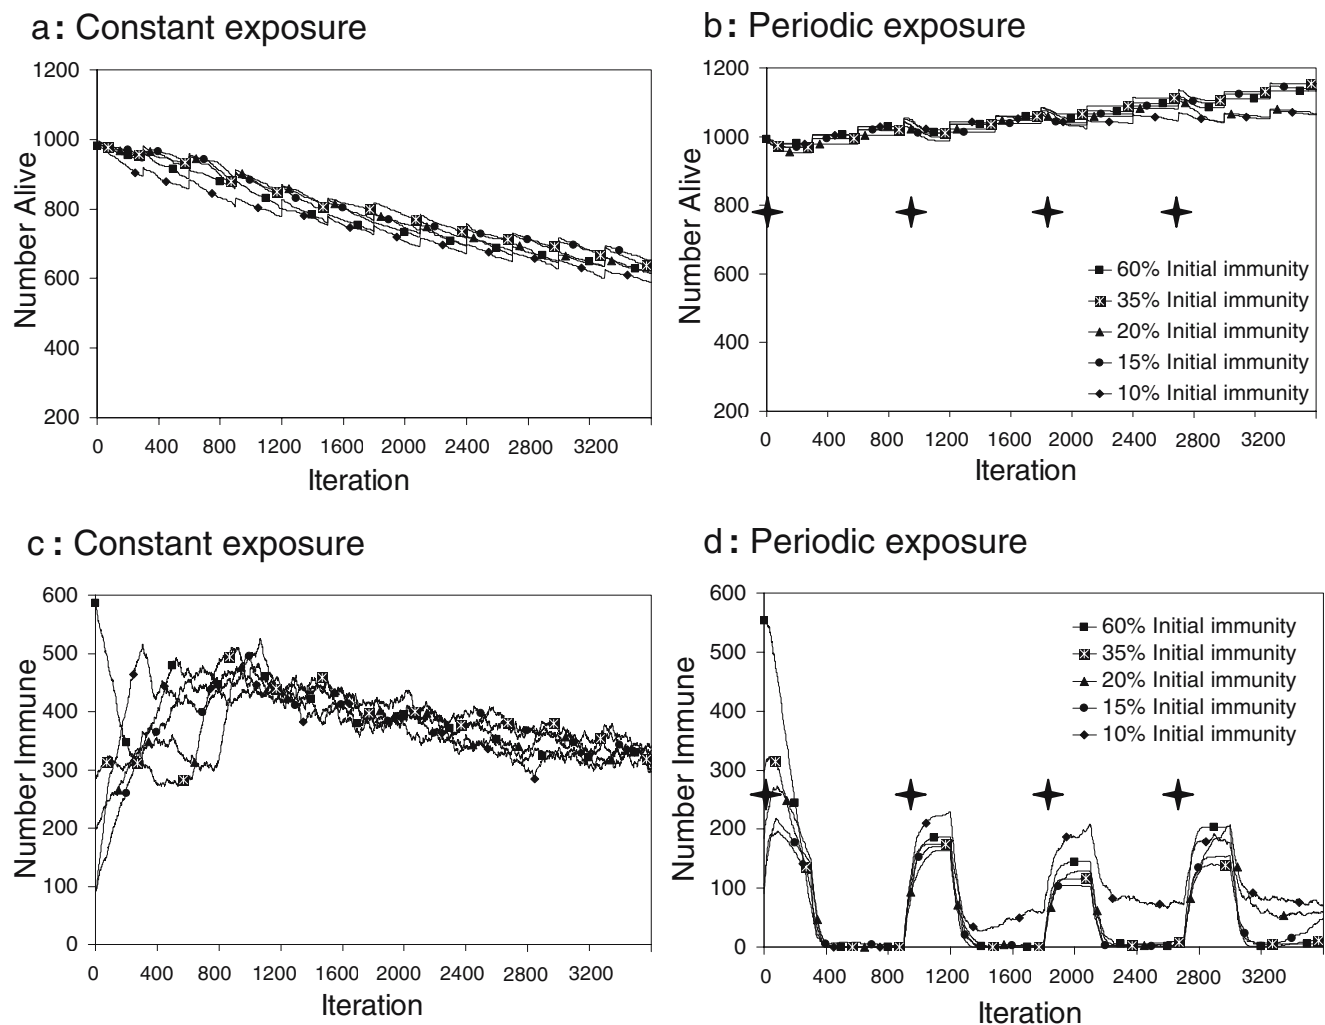 a: Constant exposure
1200
1000
800
600
400
200
Number Alive
0 400 800 1200 1600 2000 2400 2800 3200
Iteration
b: Periodic exposure
1200
1000
800
600
400
200
Number Alive
60% Initial immunity
35% Initial immunity
20% Initial immunity
15% Initial immunity
10% Initial immunity
0 400 800 1200 1600 2000 2400 2800 3200
Iteration
c: Constant exposure
600
500
400
300
200
100
0
Number Immune
0 400 800 1200 1600 2000 2400 2800 3200
Iteration
d: Periodic exposure
600
500
400
300
200
100
0
Number Immune
60% Initial immunity
35% Initial immunity
20% Initial immunity
15% Initial immunity
10% Initial immunity
0 400 800 1200 1600 2000 2400 2800 3200
Iteration